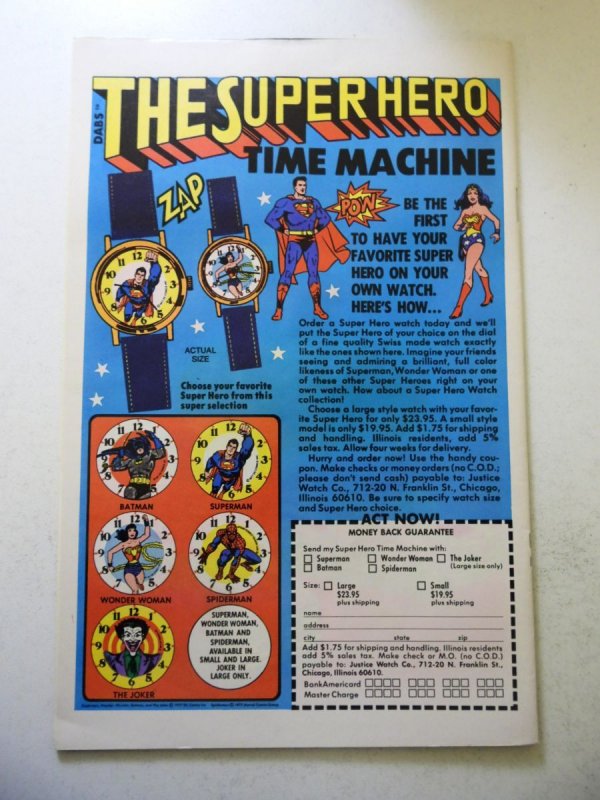 DABS™
THE SUPER HERO
TIME MACHINE
ZAP
POW
BE THE
FIRST
TO HAVE YOUR
FAVORITE SUPER
HERO ON YOUR
OWN WATCH.
HERE'S HOW...
ACTUAL
SIZE
Order a Super Hero watch today and we'll
put the Super Hero of your choice on the dial
of a fine quality Swiss made watch exactly
like the ones shown here. Imagine your friends
seeing and admiring a brilliant, full color
likeness of Superman, Wonder Woman or one
of these other Super Heroes right on your
own watch. How about a Super Hero Watch
collection!
Choose a large style watch with your favor-
ite Super Hero for only $23.95. A small style
model is only $19.95. Add $1.75 for shipping
and handling. Illinois residents, add 5%
sales tax. Allow four weeks for delivery.
Hurry and order now! Use the handy cou-
pon. Make checks or money orders (no C.O.D.;
please don't send cash) payable to: Justice
Watch Co., 712-20 N. Franklin St., Chicago,
Illinois 60610. Be sure to specify watch size
and Super Hero choice.
Choose your favorite
Super Hero from this
super selection
BATMAN
SUPERMAN
WONDER WOMAN
SPIDERMAN
THE JOKER
SUPERMAN,
WONDER WOMAN,
BATMAN AND
SPIDERMAN,
AVAILABLE IN
SMALL AND LARGE.
JOKER IN
LARGE ONLY.
ACT NOW!
MONEY BACK GUARANTEE
Send my Super Hero Time Machine with:
Superman Wonder Woman The Joker
Batman Spiderman (Large size only)
Size: Large Small
$23.95 $19.95
plus shipping plus shipping
name
address
city state zip
Add $1.75 for shipping and handling. Illinois residents
add 5% sales tax. Make check or M.O. (no C.O.D.)
payable to: Justice Watch Co., 712-20 N. Franklin St.,
Chicago, Illinois 60610.
BankAmericard
Master Charge